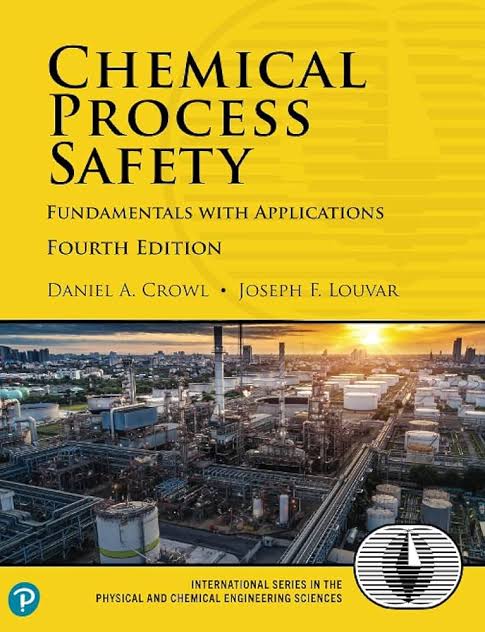 CHEMICAL
PROCESS
SAFETY
FUNDAMENTALS WITH APPLICATIONS
FOURTH EDITION
DANIEL A. CROWL • JOSEPH F. LOUVAR
INTERNATIONAL SERIES IN THE
PHYSICAL AND CHEMICAL ENGINEERING SCIENCES
P